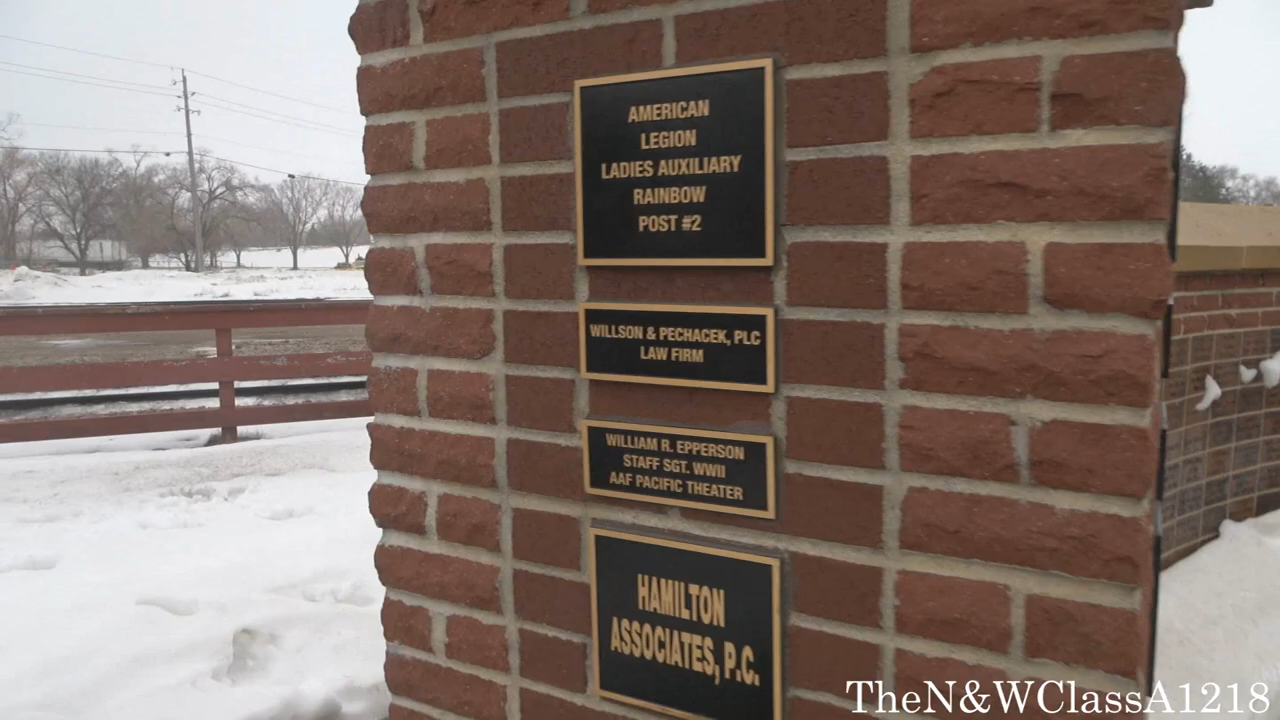 AMERICAN
LEGION
LADIES AUXILIARY
RAINBOW
POST #2
WILLSON & PECHACEK, PLC
LAW FIRM
WILLIAM R. EPPERSON
STAFF SGT. WWII
AAF PACIFIC THEATER
HAMILTON
ASSOCIATES, P.C.
TheN&WClassA1218